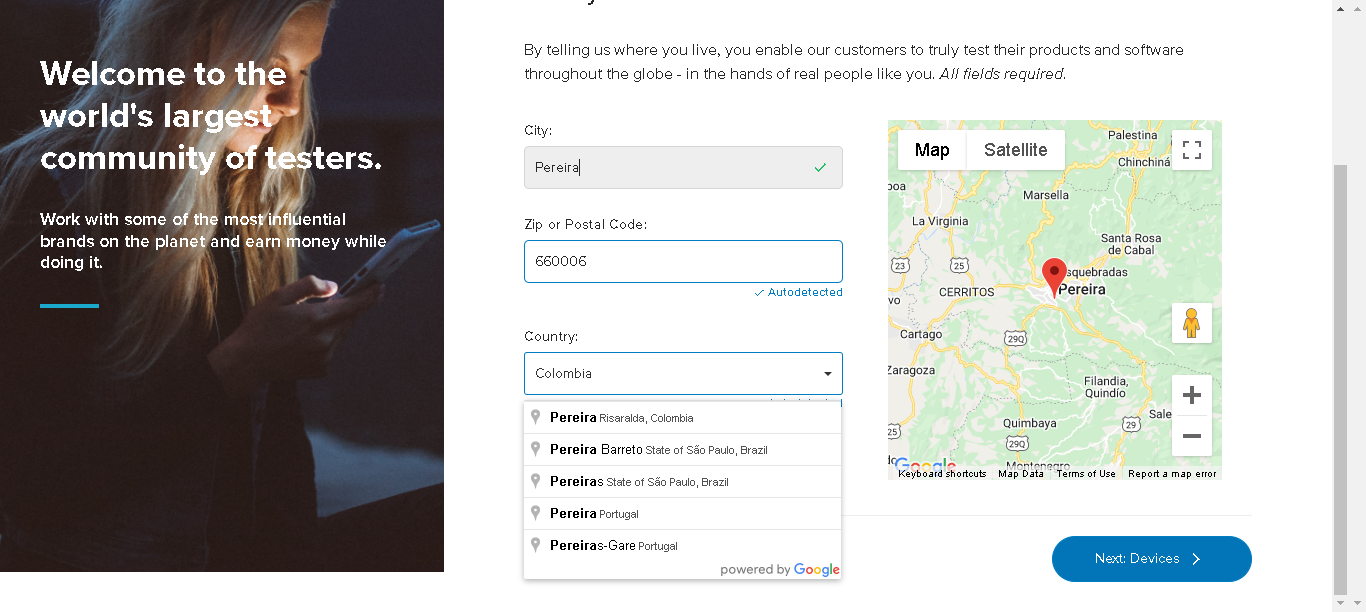 Welcome to the
world's largest
community of testers.
Work with some of the most influential
brands on the planet and earn money while
doing it.
By telling us where you live, you enable our customers to truly test their products and software
throughout the globe - in the hands of real people like you. All fields required.
City:
Pereira
Zip or Postal Code:
660006
Autodetected
Country:
Colombia
Pereira Risaralda, Colombia
Pereira Barreto State of São Paulo, Brazil
Pereiras State of São Paulo, Brazil
Pereira Portugal
Pereiras-Gare Portugal
powered by Google
Map
Satellite
Palestina
Chinchiná
Marsella
La Virginia
Santa Rosa
de Cabal
23
25
squebradas
CERRITOS
Pereira
Cartago
29Q
Zaragoza
Filandia,
Quindío
Sale
Quimbaya
29
25
29Q
Montenegro
Google
Keyboard shortcuts
Map Data
Terms of Use
Report a map error
Next: Devices